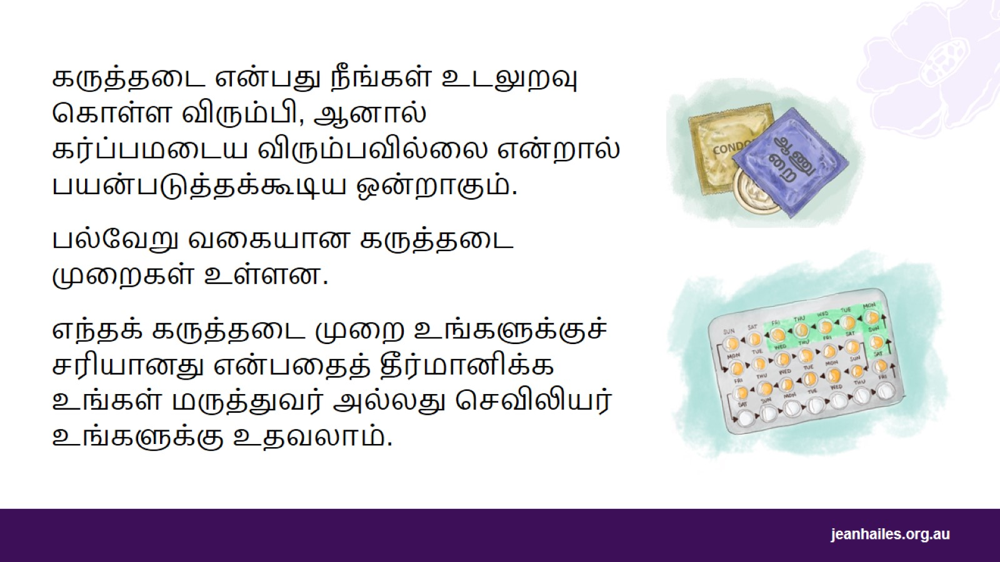 கருத்தடை என்பது நீங்கள் உடலுறவு
கொள்ள விரும்பி, ஆனால்
கர்ப்பமடைய விரும்பவில்லை என்றால்
பயன்படுத்தக்கூடிய ஒன்றாகும்.
பல்வேறு வகையான கருத்தடை
முறைகள் உள்ளன.
எந்தக் கருத்தடை முறை உங்களுக்குச்
சரியானது என்பதைத் தீர்மானிக்க
உங்கள் மருத்துவர் அல்லது செவிலியர்
உங்களுக்கு உதவலாம்.
CONDO
ஆணு
றை
SUN SAT FRI THU WED TUE MON
MON TUE WED THU FRI SAT SUN
FRI THU WED TUE MON SUN SAT
SAT SUN MON TUE WED THU FRI
jeanhailes.org.au